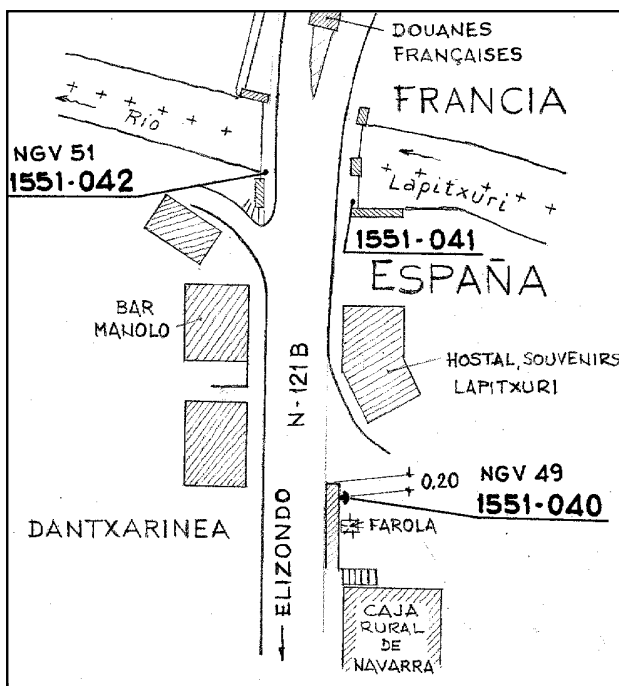 DOUANES
FRANÇAISES
FRANCIA
Rio
NGV 51
1551-042
Lapitxuri
1551-041
ESPAÑA
BAR
MANOLO
N-121B
HOSTAL, SOUVENIRS
LAPITXURI
0,20
NGV 49
1551-040
DANTXARINEA
ELIZONDO
FAROLA
CAJA
RURAL
DE
NAVARRA